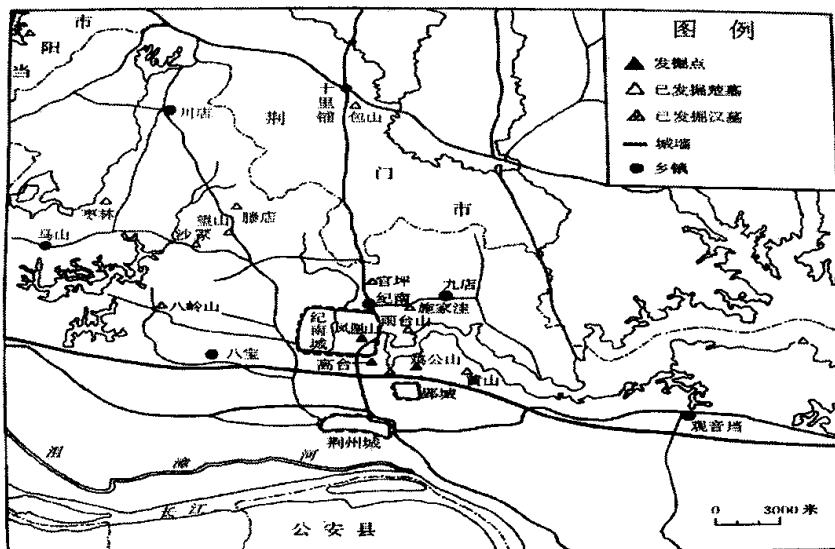 图 例
发掘点
已发掘楚墓
已发掘汉墓
城墙
乡镇
当
阳
市
川店
十里铺
包山
荆
门
市
枣林
望山
滕店
沙冢
马山
官坪
纪南
九店
施家洼
雨台山
八岭山
纪南城
凤凰山
八宝
高台
郢城
观音垱
荆州城
沮
漳
河
长 江
公 安 县
0 3000 米